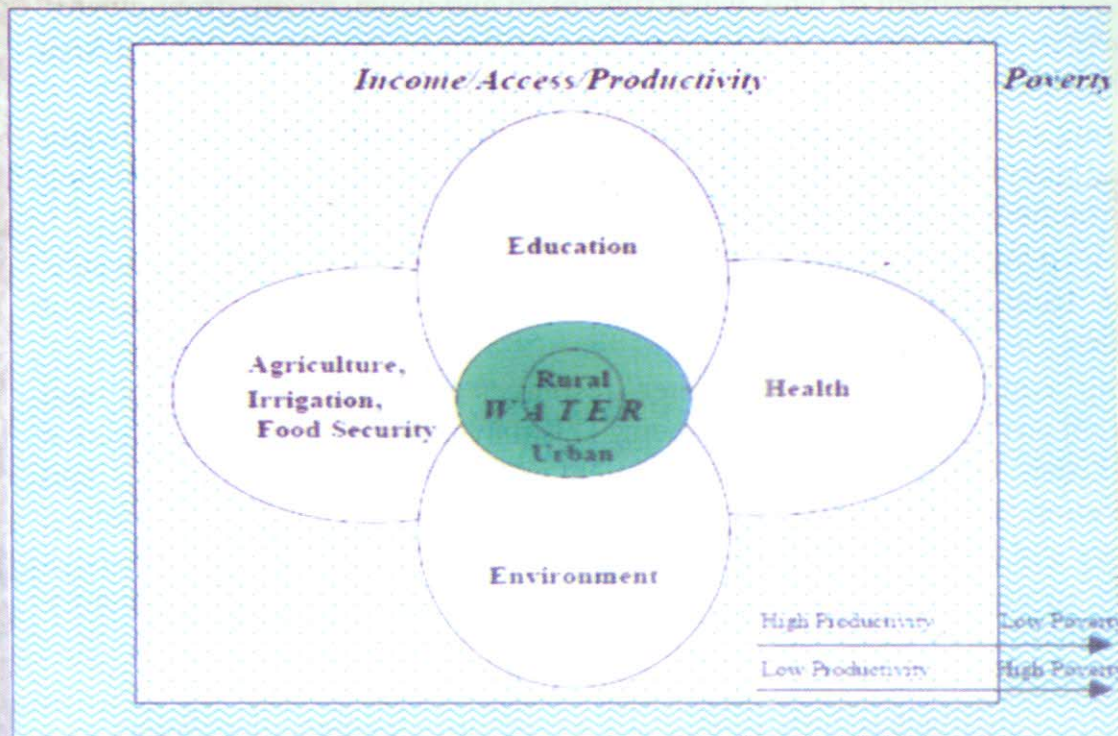 Income/Access/Productivity
Poverty
Education
Agriculture,
Irrigation,
Food Security
Rural
WATER
Urban
Health
Environment
High Productivity Low Poverty
Low Productivity High Poverty